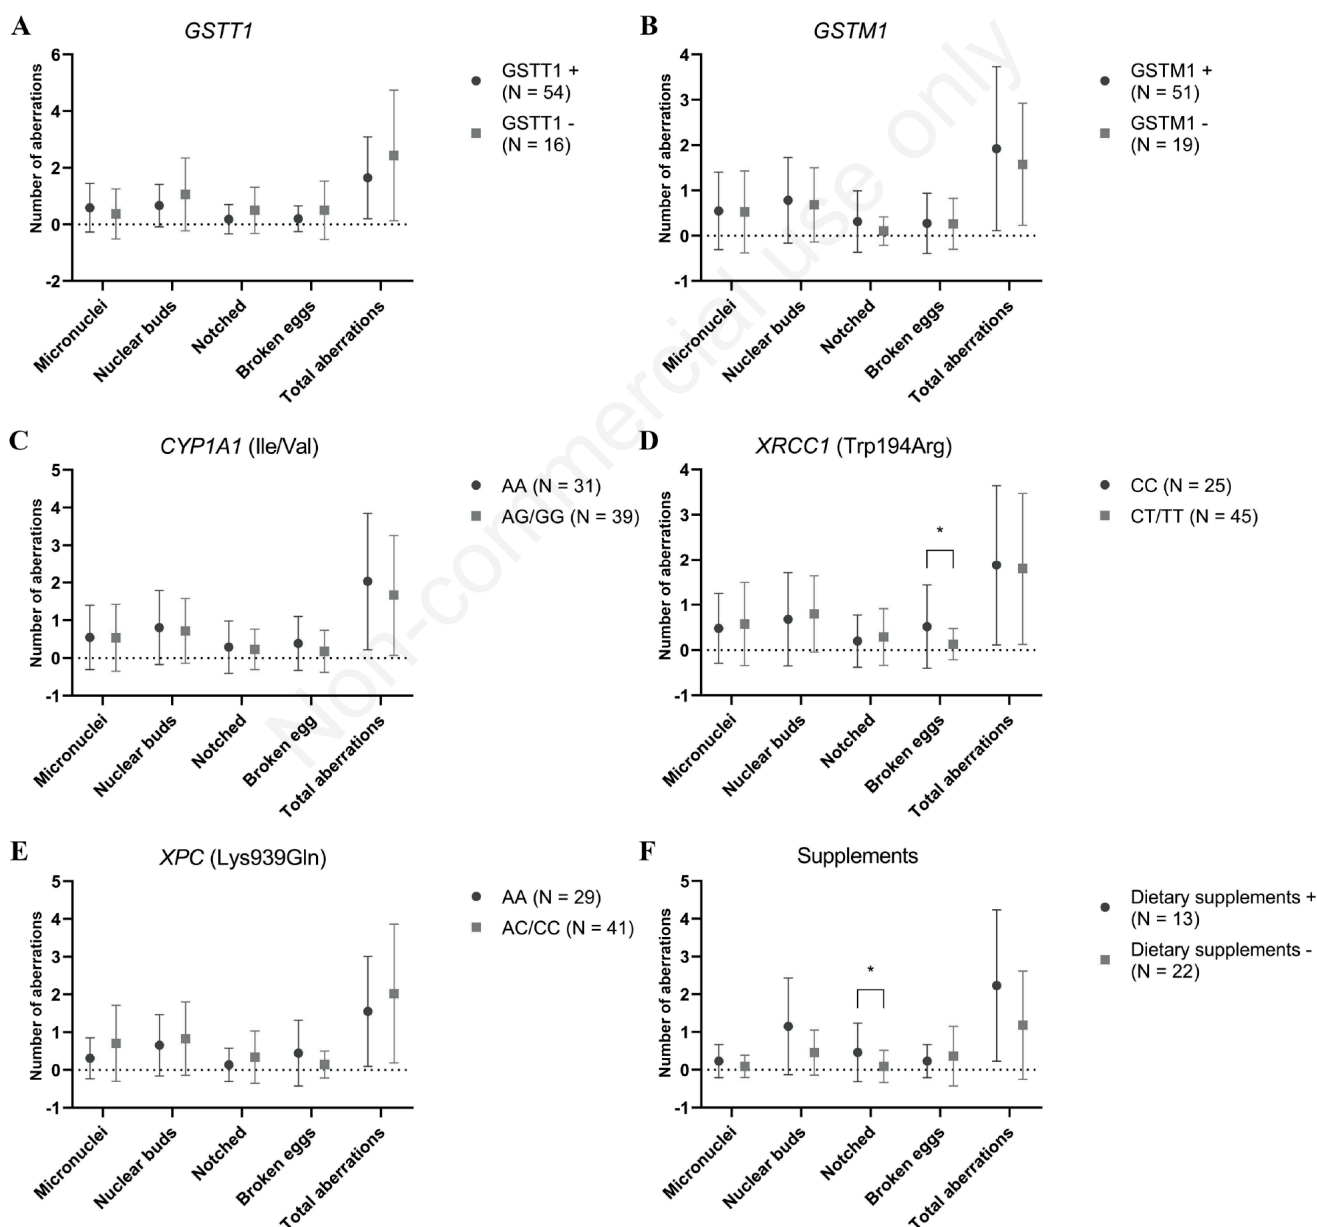 A
GSTT1
Number of aberrations
6
4
2
0
-2
Micronuclei
Nuclear buds
Notched
Broken eggs
Total aberrations
GSTT1 +
(N = 54)
GSTT1 -
(N = 16)
B
GSTM1
Number of aberrations
4
3
2
1
0
-1
Micronuclei
Nuclear buds
Notched
Broken eggs
Total aberrations
GSTM1 +
(N = 51)
GSTM1 -
(N = 19)
C
CYP1A1 (Ile/Val)
Number of aberrations
5
4
3
2
1
0
-1
Micronuclei
Nuclear buds
Notched
Broken egg
Total aberrations
AA (N = 31)
AG/GG (N = 39)
D
XRCC1 (Trp194Arg)
Number of aberrations
4
3
2
1
0
-1
*
Micronuclei
Nuclear buds
Notched
Broken eggs
Total aberrations
CC (N = 25)
CT/TT (N = 45)
E
XPC (Lys939Gln)
Number of aberrations
5
4
3
2
1
0
-1
Micronuclei
Nuclear buds
Notched
Broken eggs
Total aberrations
AA (N = 29)
AC/CC (N = 41)
F
Supplements
Number of aberrations
5
4
3
2
1
0
-1
*
Micronuclei
Nuclear buds
Notched
Broken eggs
Total aberrations
Dietary supplements +
(N = 13)
Dietary supplements -
(N = 22)
Non-commercial use only